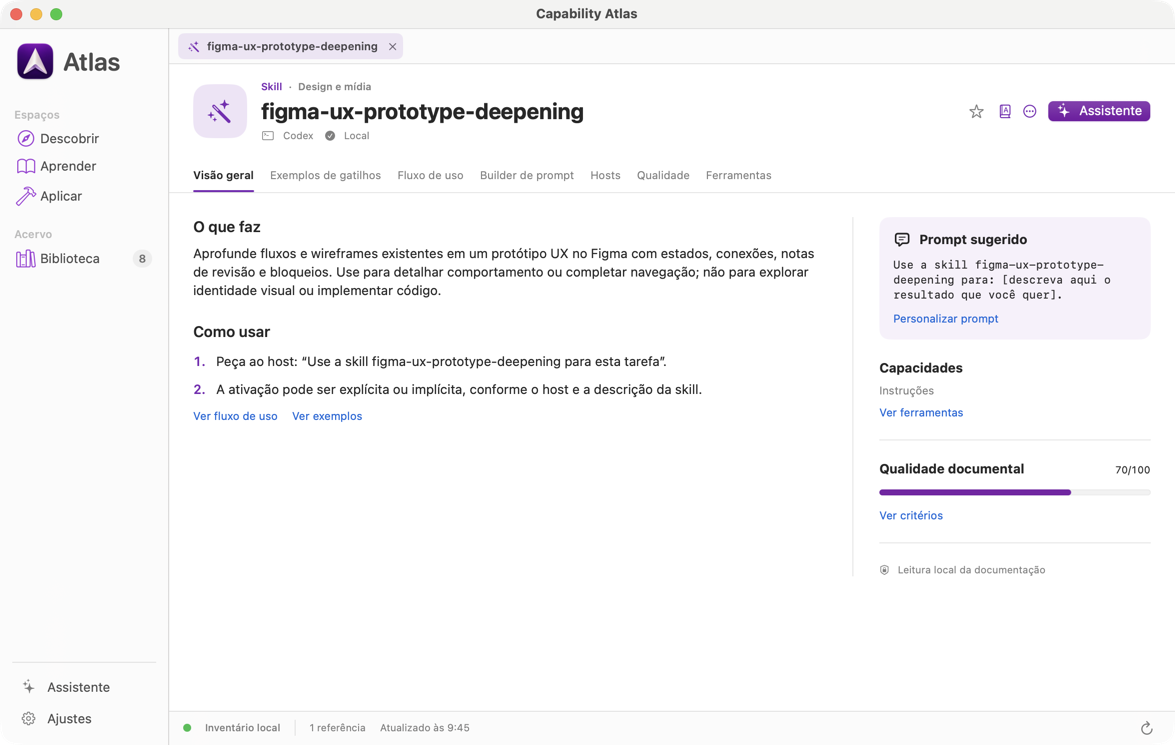 Capability Atlas
Atlas
Espaços
Descobrir
Aprender
Aplicar
Acervo
Biblioteca 8
Assistente
Ajustes
figma-ux-prototype-deepening
Skill · Design e mídia
figma-ux-prototype-deepening
Codex Local
Assistente
Visão geral Exemplos de gatilhos Fluxo de uso Builder de prompt Hosts Qualidade Ferramentas
O que faz
Aprofunde fluxos e wireframes existentes em um protótipo UX no Figma com estados, conexões, notas
de revisão e bloqueios. Use para detalhar comportamento ou completar navegação; não para explorar
identidade visual ou implementar código.
Como usar
1. Peça ao host: “Use a skill figma-ux-prototype-deepening para esta tarefa”.
2. A ativação pode ser explícita ou implícita, conforme o host e a descrição da skill.
Ver fluxo de uso Ver exemplos
Prompt sugerido
Use a skill figma-ux-prototype-
deepening para: [descreva aqui o
resultado que você quer].
Personalizar prompt
Capacidades
Instruções
Ver ferramentas
Qualidade documental 70/100
Ver critérios
Leitura local da documentação
Inventário local 1 referência Atualizado às 9:45